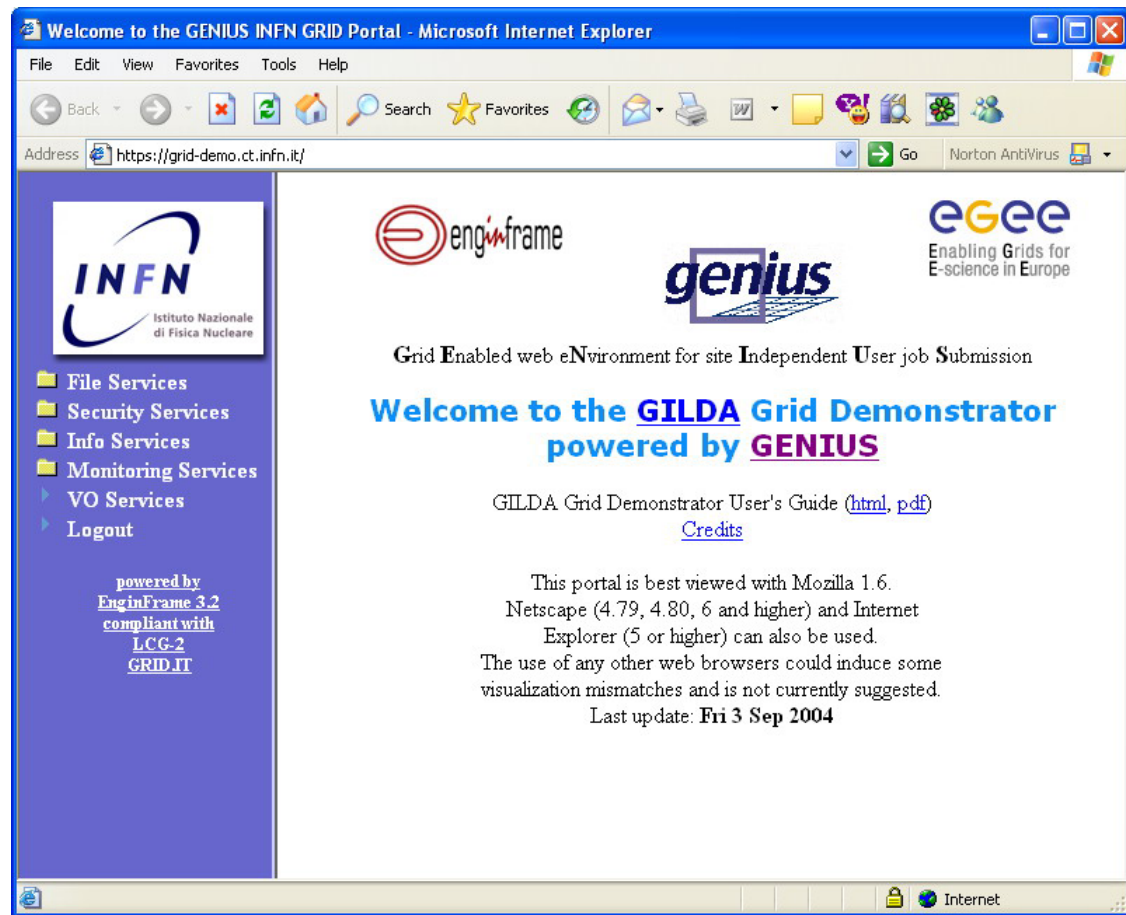 Welcome to the GENIUS INFN GRID Portal - Microsoft Internet Explorer
File Edit View Favorites Tools Help
Back Search Favorites
Address https://grid-demo.ct.infn.it/ Go Norton AntiVirus
INFN
Istituto Nazionale
di Fisica Nucleare
File Services
Security Services
Info Services
Monitoring Services
VO Services
Logout
powered by
EnginFrame 3.2
compliant with
LCG-2
GRID.IT
enginframe
genius
egee
Enabling Grids for
E-science in Europe
Grid Enabled web eNvironment for site Independent User job Submission
Welcome to the GILDA Grid Demonstrator
powered by GENIUS
GILDA Grid Demonstrator User's Guide (html, pdf)
Credits
This portal is best viewed with Mozilla 1.6.
Netscape (4.79, 4.80, 6 and higher) and Internet
Explorer (5 or higher) can also be used.
The use of any other web browsers could induce some
visualization mismatches and is not currently suggested.
Last update: Fri 3 Sep 2004
Internet